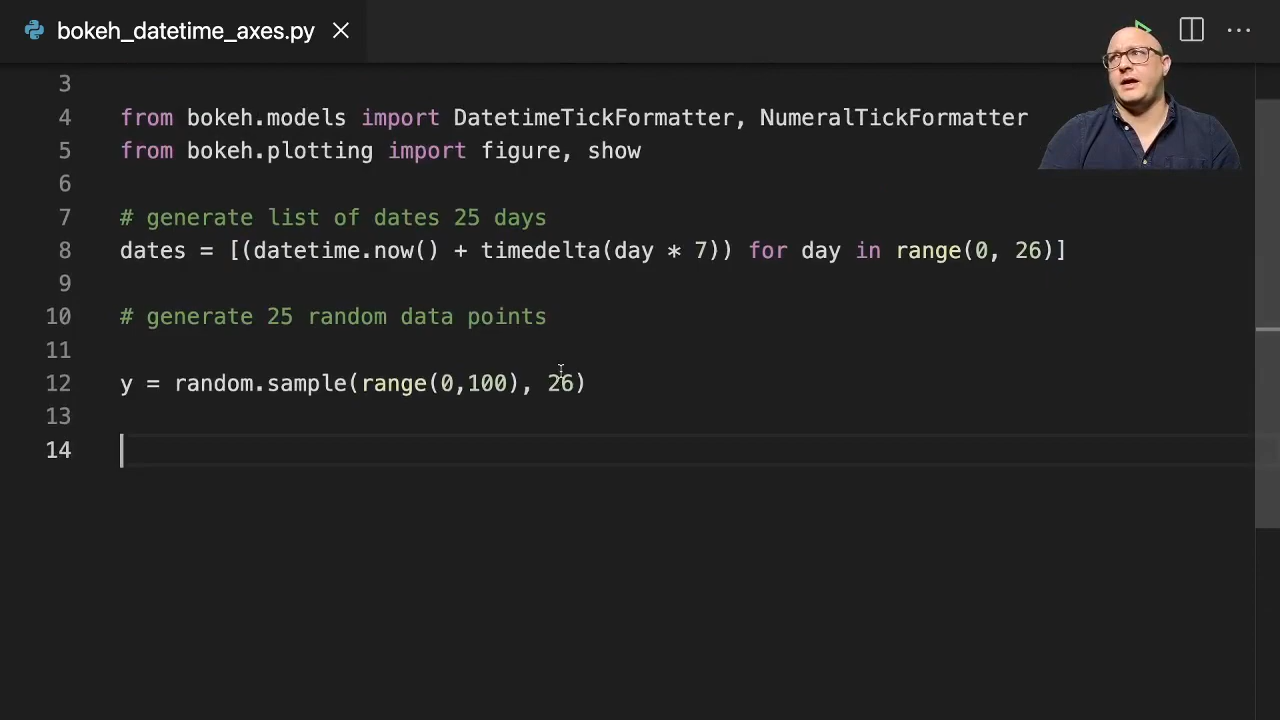 bokeh_datetime_axes.py
3
4 from bokeh.models import DatetimeTickFormatter, NumeralTickFormatter
5 from bokeh.plotting import figure, show
6
7 # generate list of dates 25 days
8 dates = [(datetime.now() + timedelta(day * 7)) for day in range(0, 26)]
9
10 # generate 25 random data points
11
12 y = random.sample(range(0,100), 26)
13
14